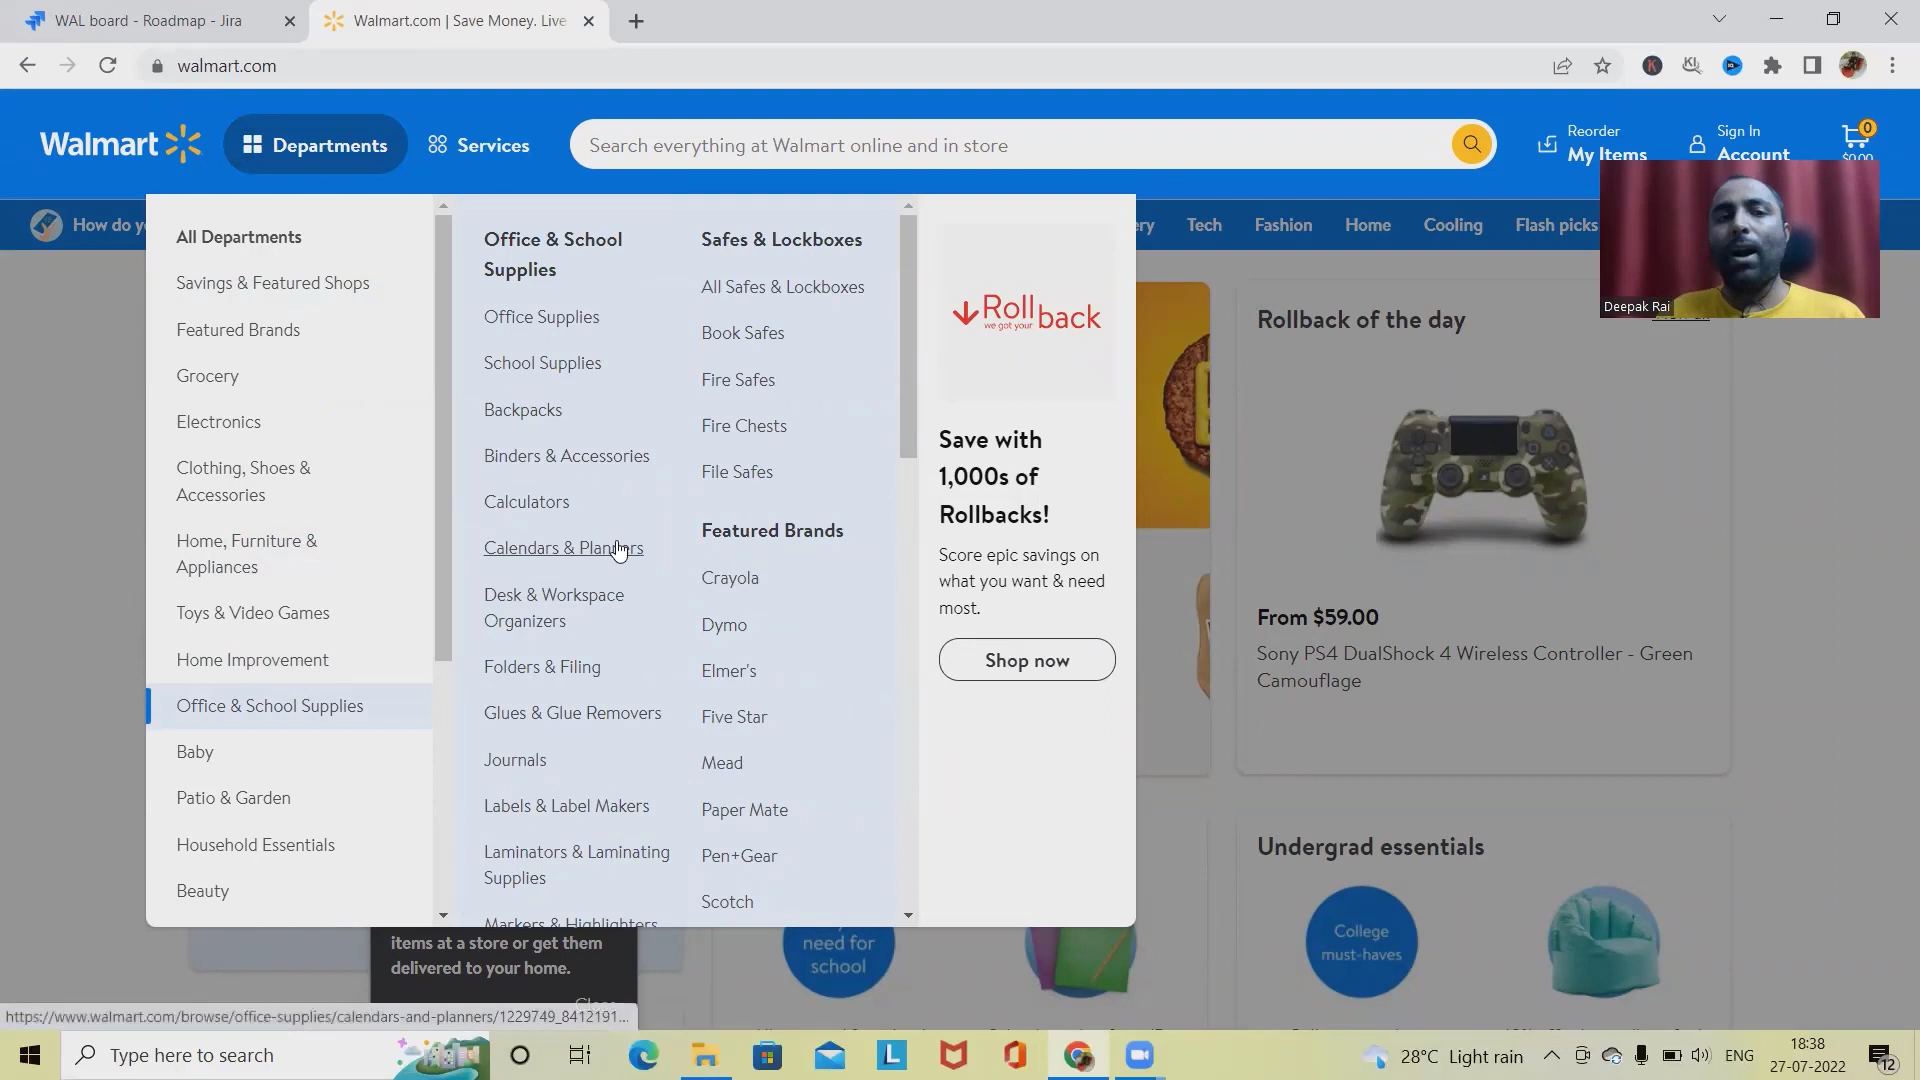 WAL board - Roadmap - Jira
Walmart.com | Save Money. Live
walmart.com
Walmart
Departments
Services
Search everything at Walmart online and in store
Reorder
My Items
Sign In
Account
0
$0.00
How do y
ry
Tech
Fashion
Home
Cooling
Flash picks
Deepak Rai
All Departments
Savings & Featured Shops
Featured Brands
Grocery
Electronics
Clothing, Shoes &
Accessories
Home, Furniture &
Appliances
Toys & Video Games
Home Improvement
Office & School Supplies
Baby
Patio & Garden
Household Essentials
Beauty
Office & School
Supplies
Office Supplies
School Supplies
Backpacks
Binders & Accessories
Calculators
Calendars & Planners
Desk & Workspace
Organizers
Folders & Filing
Glues & Glue Removers
Journals
Labels & Label Makers
Laminators & Laminating
Supplies
Markers & Highlighters
Safes & Lockboxes
All Safes & Lockboxes
Book Safes
Fire Safes
Fire Chests
File Safes
Featured Brands
Crayola
Dymo
Elmer's
Five Star
Mead
Paper Mate
Pen+Gear
Scotch
Roll back
we got your
Save with
1,000s of
Rollbacks!
Score epic savings on
what you want & need
most.
Shop now
Rollback of the day
From $59.00
Sony PS4 DualShock 4 Wireless Controller - Green
Camouflage
items at a store or get them
delivered to your home.
Close
need for
school
Undergrad essentials
College
must-haves
https://www.walmart.com/browse/office-supplies/calendars-and-planners/1229749_8412191...
Type here to search
28°C Light rain
ENG
18:38
27-07-2022
12